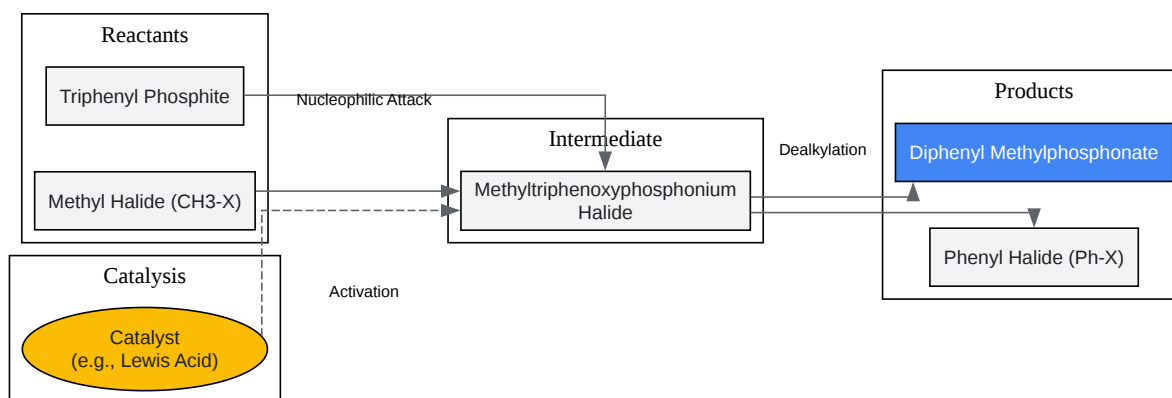 Reactants
Triphenyl Phosphite
Nucleophilic Attack
Methyl Halide (CH3-X)
Catalysis
Catalyst
(e.g., Lewis Acid)
Activation
Intermediate
Methyltriphenoxyphosphonium
Halide
Dealkylation
Products
Diphenyl Methylphosphonate
Phenyl Halide (Ph-X)